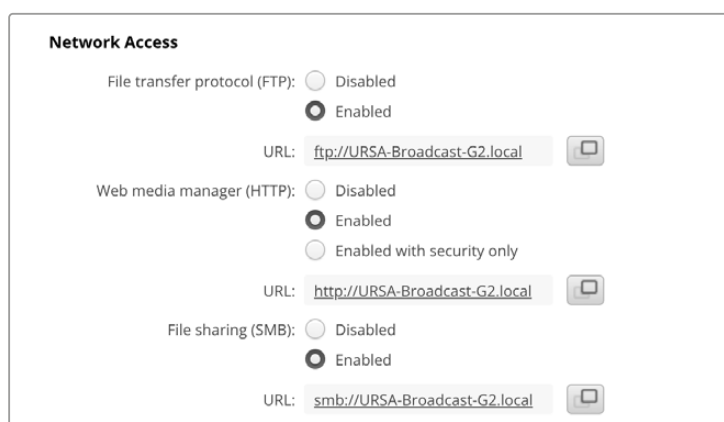 Network Access
File transfer protocol (FTP): Disabled
Enabled
URL: ftp://URSA-Broadcast-G2.local
Web media manager (HTTP): Disabled
Enabled
Enabled with security only
URL: http://URSA-Broadcast-G2.local
File sharing (SMB): Disabled
Enabled
URL: smb://URSA-Broadcast-G2.local